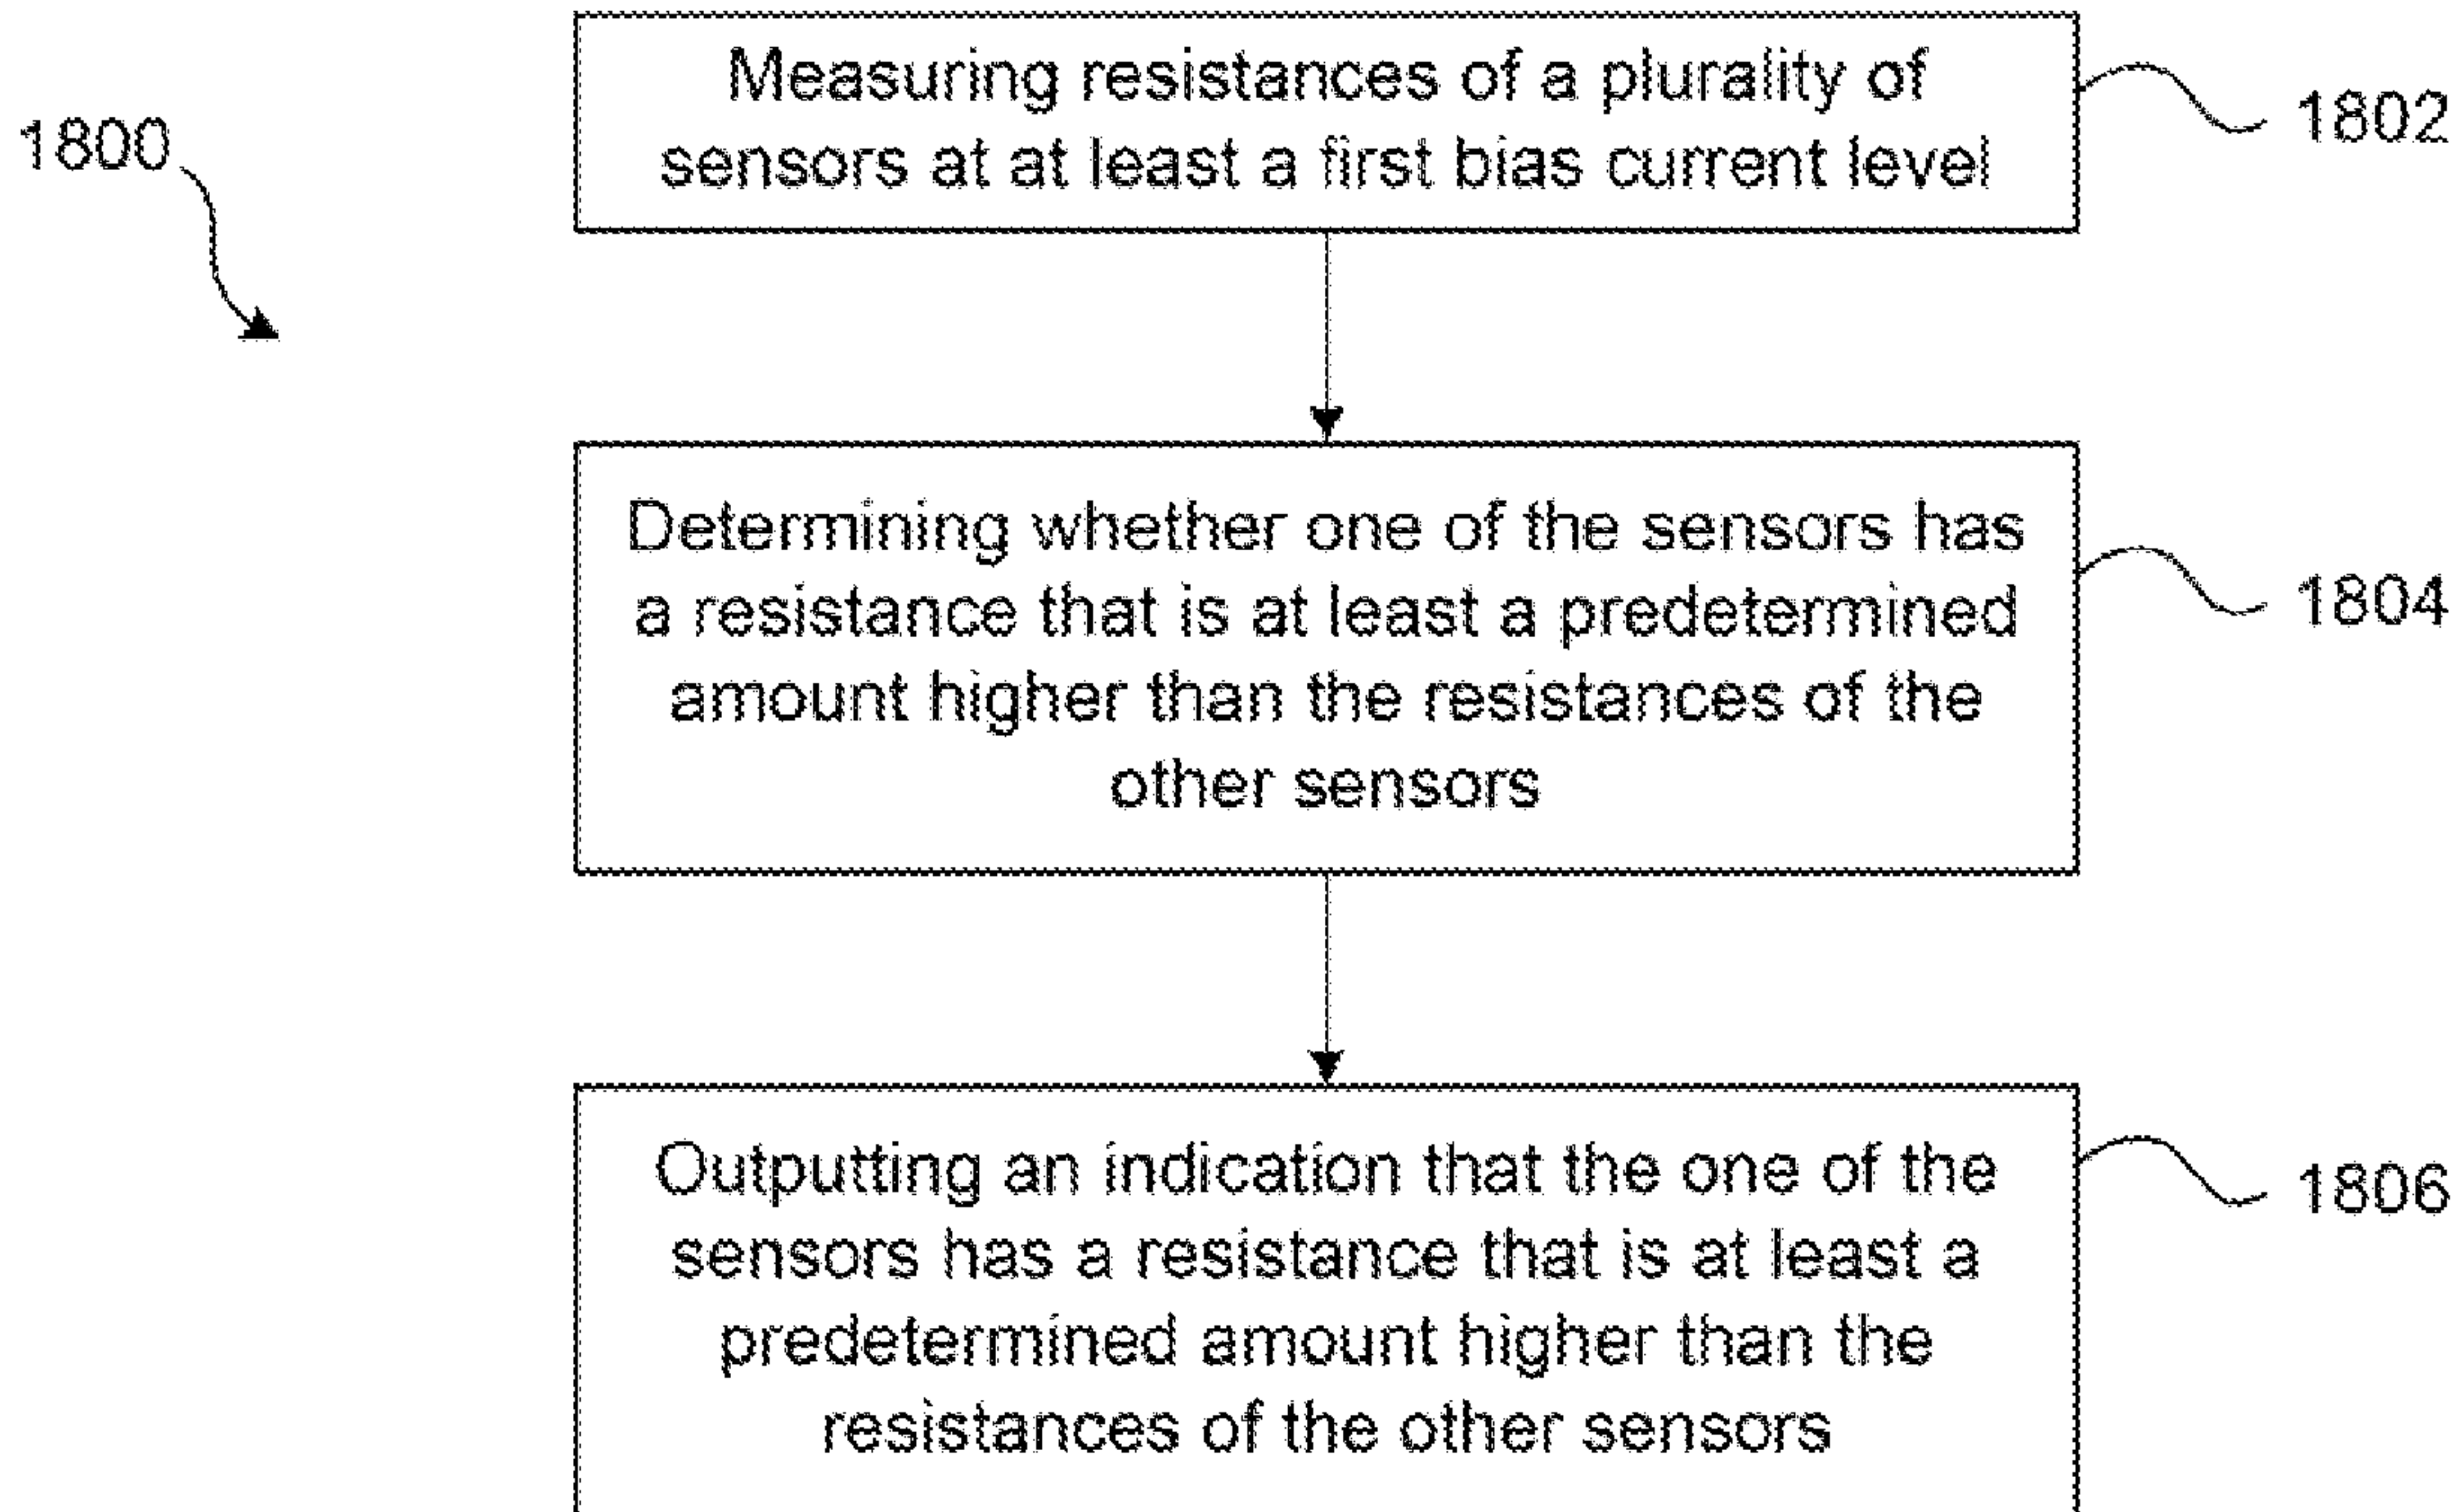 1800
Measuring resistances of a plurality of
sensors at at least a first bias current level
1802
Determining whether one of the sensors has
a resistance that is at least a predetermined
amount higher than the resistances of the
other sensors
1804
Outputting an indication that the one of the
sensors has a resistance that is at least a
predetermined amount higher than the
resistances of the other sensors
1806